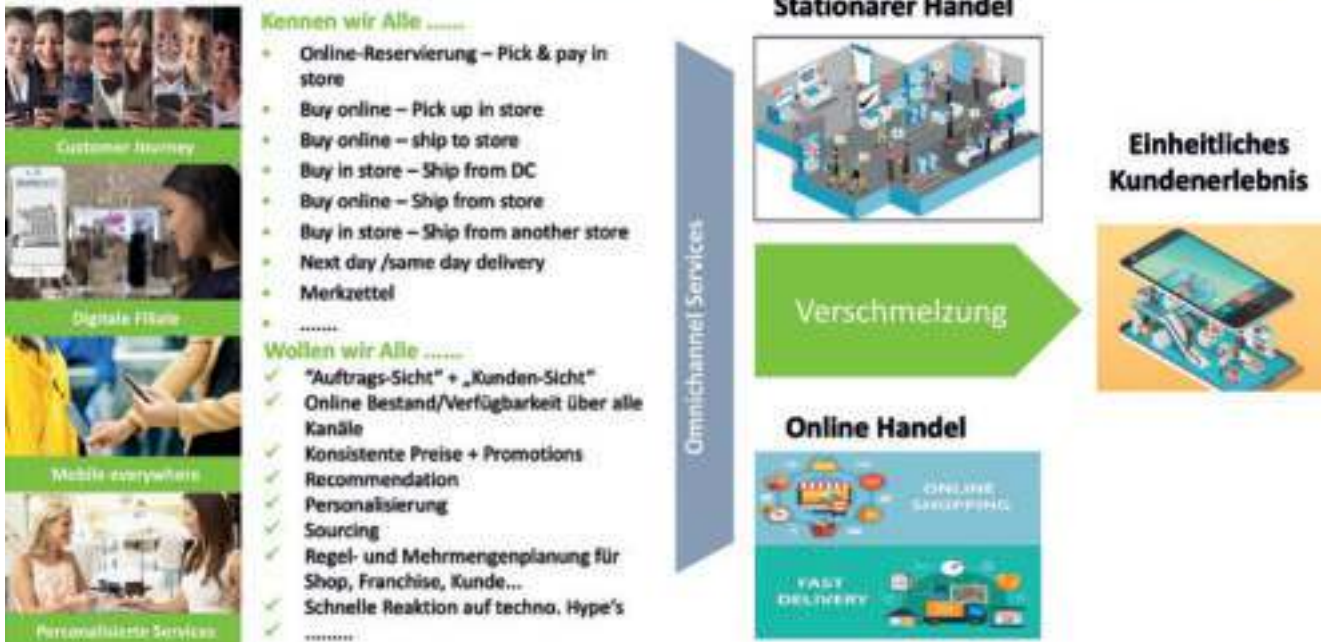 Customer Journey
Digitale Filiale
Mobile everywhere
Personalisierte Services
Kennen wir Alle ......
Online-Reservierung – Pick & pay in
store
Buy online – Pick up in store
Buy online – ship to store
Buy in store – Ship from DC
Buy online – Ship from store
Buy in store – Ship from another store
Next day /same day delivery
Merkzettel
.......
Wollen wir Alle ......
"Auftrags-Sicht" + „Kunden-Sicht"
Online Bestand/Verfügbarkeit über alle
Kanäle
Konsistente Preise + Promotions
Recommendation
Personalisierung
Sourcing
Regel- und Mehrmengenplanung für
Shop, Franchise, Kunde...
Schnelle Reaktion auf techno. Hype's
.........
Omnichannel Services
Stationärer Handel
Verschmelzung
Online Handel
ONLINE
SHOPPING
FAST
DELIVERY
Einheitliches
Kundenerlebnis